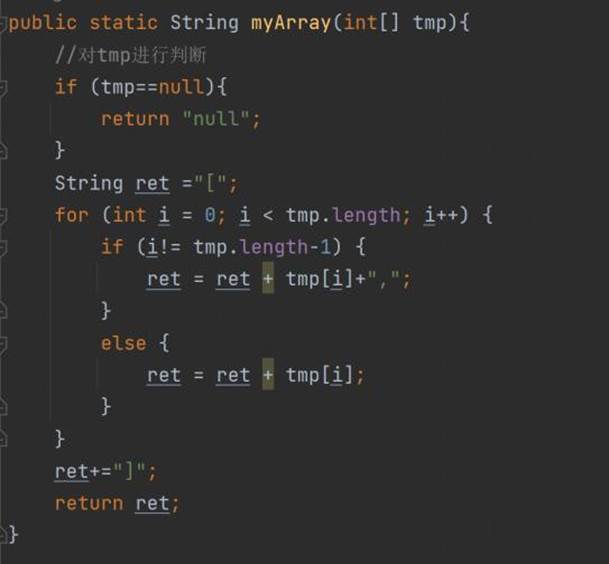 public static String myArray(int[] tmp){
    //对tmp进行判断
    if (tmp==null){
        return "null";
    }
    String ret ="[";
    for (int i = 0; i < tmp.length; i++) {
        if (i!= tmp.length-1) {
            ret = ret + tmp[i]+",";
        }
        else {
            ret = ret + tmp[i];
        }
    }
    ret+="]";
    return ret;
}